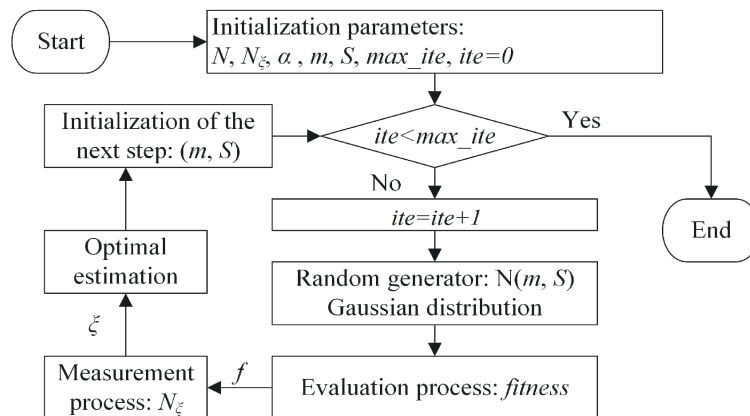 Start
Initialization parameters:
N, Nξ, α , m, S, max_ite, ite=0
Initialization of the
next step: (m, S)
ite<max_ite
Yes
No
ite=ite+1
End
Optimal
estimation
Random generator: N(m, S)
Gaussian distribution
ξ
Measurement
process: Nξ
f
Evaluation process: fitness